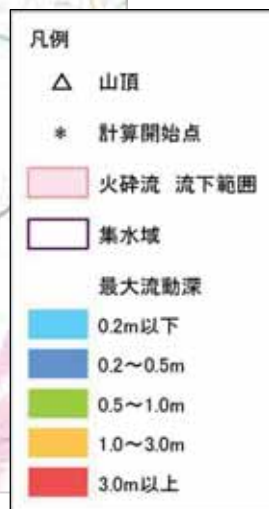 凡例
△ 山頂
* 計算開始点
火砕流 流下範囲
集水域
最大流動深
0.2m以下
0.2~0.5m
0.5~1.0m
1.0~3.0m
3.0m以上